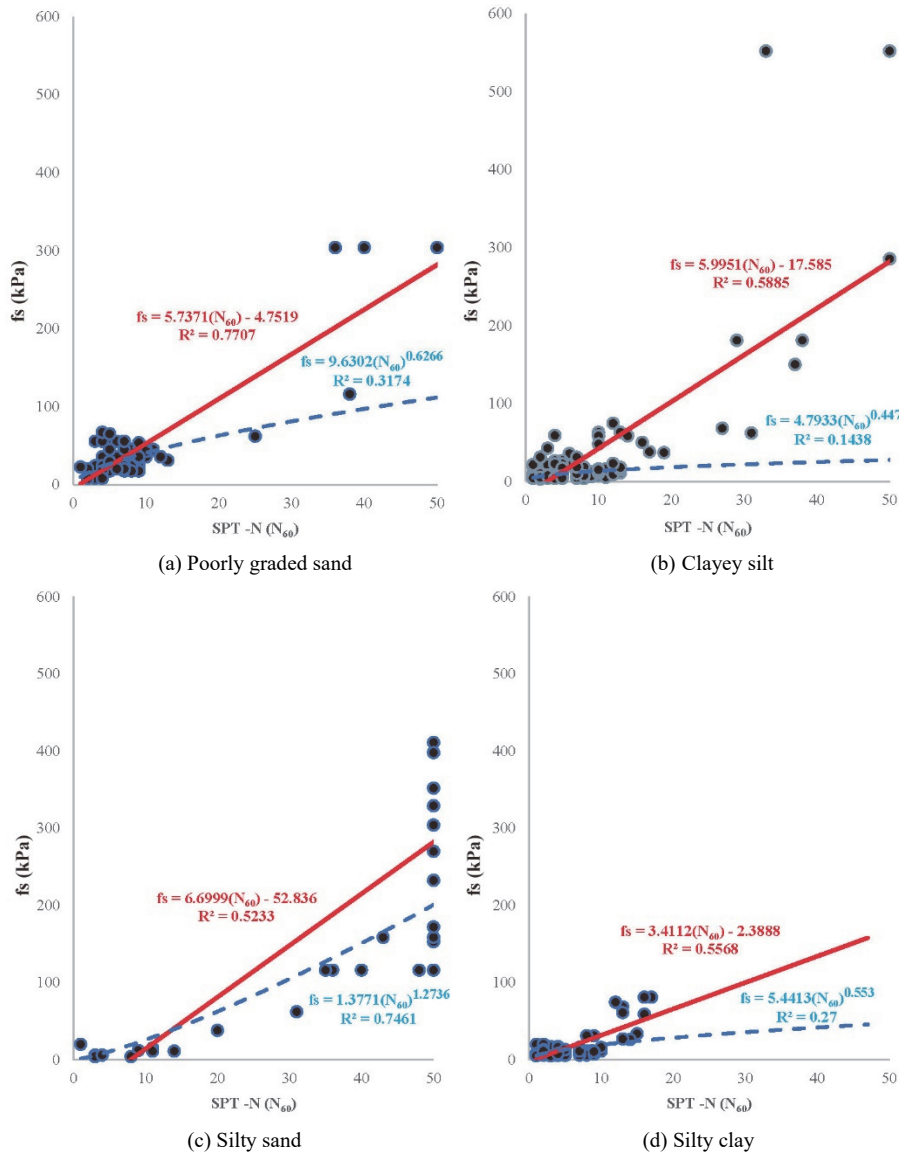 600
500
400
300
200
100
0
fs (kPa)
fs = 5.7371(N₆₀) - 4.7519
R² = 0.7707
fs = 9.6302(N₆₀)^0.6266
R² = 0.3174
0 10 20 30 40 50
SPT -N (N₆₀)
(a) Poorly graded sand
600
500
400
300
200
100
0
fs (kPa)
fs = 5.9951(N₆₀) - 17.585
R² = 0.5885
fs = 4.7933(N₆₀)^0.447
R² = 0.1438
0 10 20 30 40 50
SPT -N (N₆₀)
(b) Clayey silt
600
500
400
300
200
100
0
fs (kPa)
fs = 6.6999(N₆₀) - 52.836
R² = 0.5233
fs = 1.3771(N₆₀)^1.2736
R² = 0.7461
0 10 20 30 40 50
SPT -N (N₆₀)
(c) Silty sand
600
500
400
300
200
100
0
fs (kPa)
fs = 3.4112(N₆₀) - 2.3888
R² = 0.5568
fs = 5.4413(N₆₀)^0.553
R² = 0.27
0 10 20 30 40 50
SPT -N (N₆₀)
(d) Silty clay